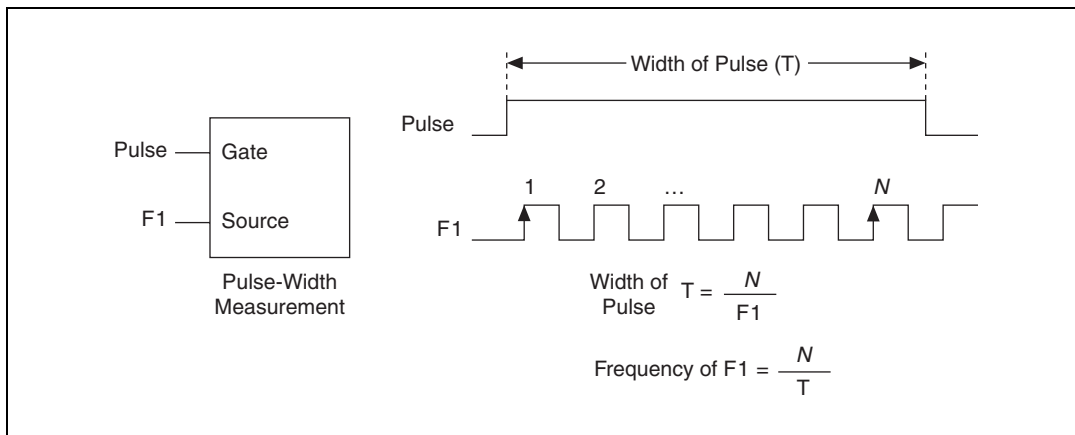 Width of Pulse (T)
Pulse
Pulse
Gate
1 2 … N
F1
Source
F1
Pulse-Width
Measurement
Width of
Pulse
T = N
F1
Frequency of F1 = N
T